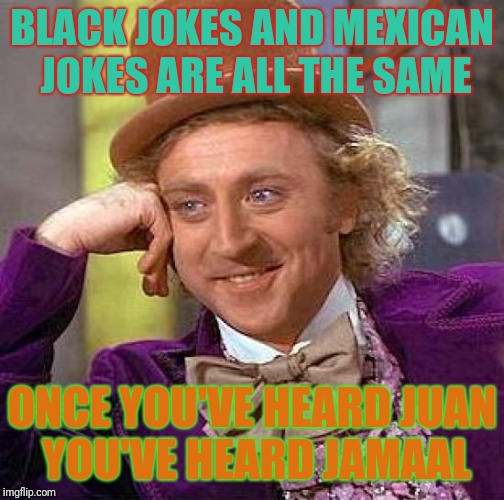 BLACK JOKES AND MEXICAN
JOKES ARE ALL THE SAME
ONCE YOU'VE HEARD JUAN
YOU'VE HEARD JAMAAL
imgflip.com